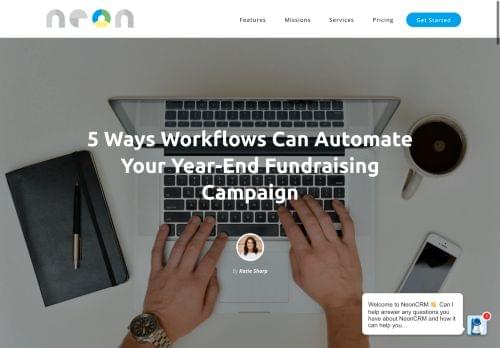 neon
Features
Missions
Services
Pricing
Get Started
5 Ways Workflows Can Automate
Your Year-End Fundraising
Campaign
By Katie Sharp
Welcome to NeonCRM 👋 Can I
help answer any questions you
have about NeonCRM and how it
can help you...
1